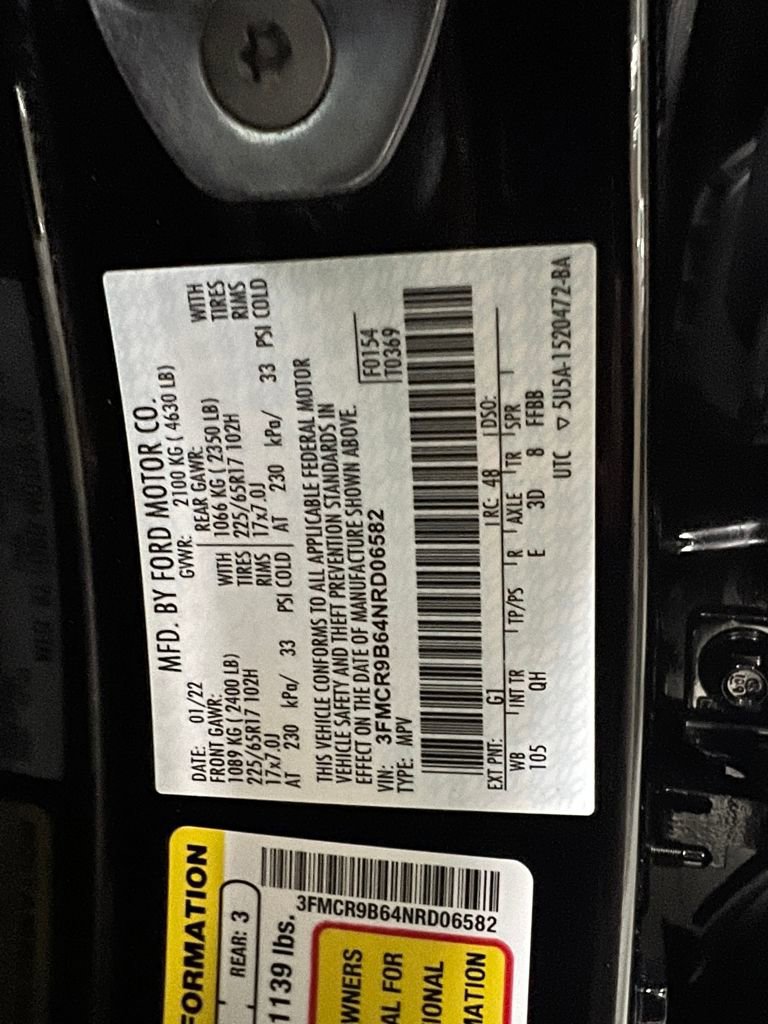 MFD. BY FORD MOTOR CO.
DATE: 01/22 GVWR: 2100 KG ( 4630 LB)
FRONT GAWR: REAR GAWR:
1089 KG ( 2400 LB) WITH 1066 KG ( 2350 LB) WITH
225/65R17 102H TIRES 225/65R17 102H TIRES
17x7.0J RIMS 17x7.0J RIMS
AT 230 kPa/ 33 PSI COLD AT 230 kPa/ 33 PSI COLD
THIS VEHICLE CONFORMS TO ALL APPLICABLE FEDERAL MOTOR
VEHICLE SAFETY AND THEFT PREVENTION STANDARDS IN
EFFECT ON THE DATE OF MANUFACTURE SHOWN ABOVE.
VIN: 3FMCR9B64NRD06582
TYPE: MPV
F0154
T0369
EXT PNT: G1 RC: 48 DSO:
WB INT TR TP/PS R AXLE TR SPR
105 QH E 3D 8 FFBB
UTC ▽ 5U5A-1520472-BA
FORMATION
REAR: 3
1139 lbs.
3FMCR9B64NRD06582
WNERS
AL FOR
IONAL
MATION